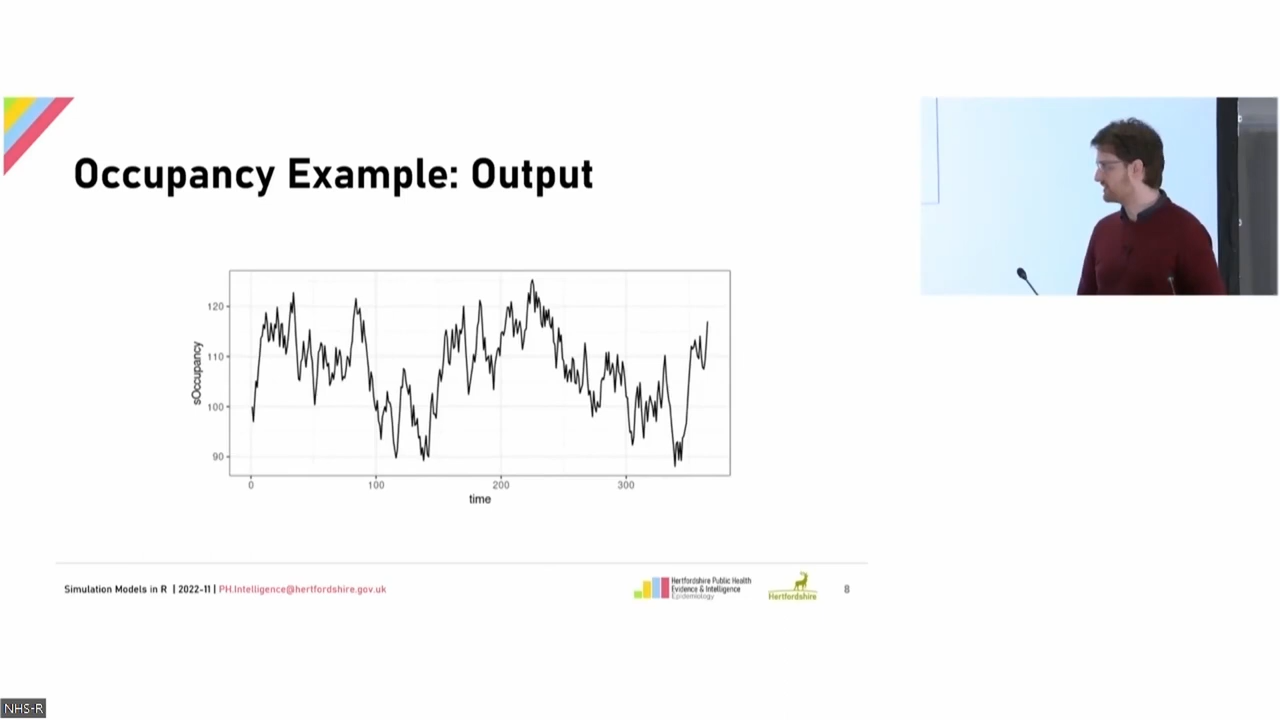 Occupancy Example: Output
120
110
100
90
sOccupancy
0
100
200
300
time
Simulation Models in R | 2022-11 | PH.Intelligence@hertfordshire.gov.uk
Hertfordshire Public Health
Evidence & Intelligence
Epidemiology
Hertfordshire
8
NHS-R